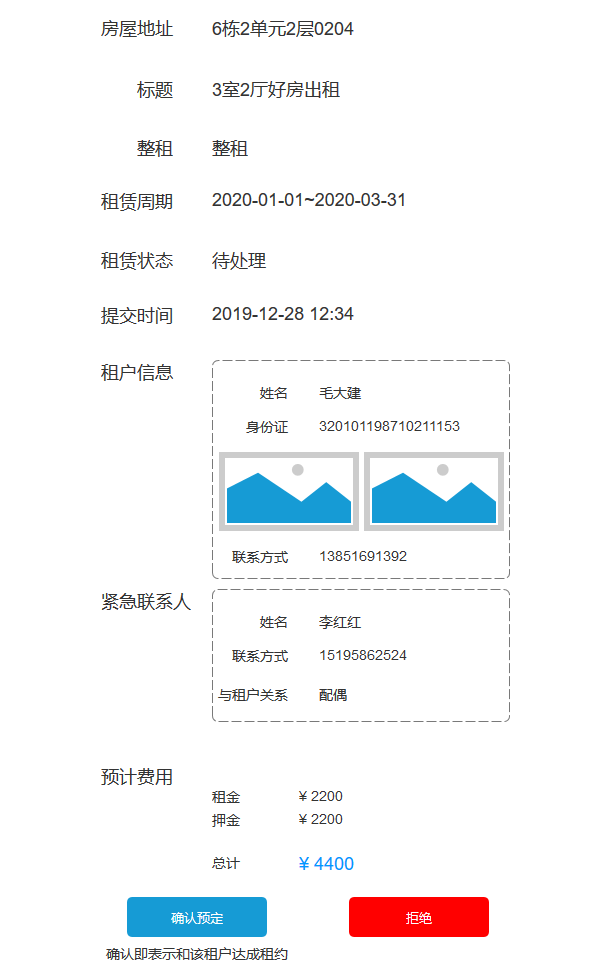 房屋地址 6栋2单元2层0204
标题 3室2厅好房出租
整租 整租
租赁周期 2020-01-01~2020-03-31
租赁状态 待处理
提交时间 2019-12-28 12:34
租户信息
姓名 毛大建
身份证 320101198710211153
联系方式 13851691392
紧急联系人
姓名 李红红
联系方式 15195862524
与租户关系 配偶
预计费用
租金 ¥ 2200
押金 ¥ 2200
总计 ¥ 4400
确认预定 拒绝
确认即表示和该租户达成租约